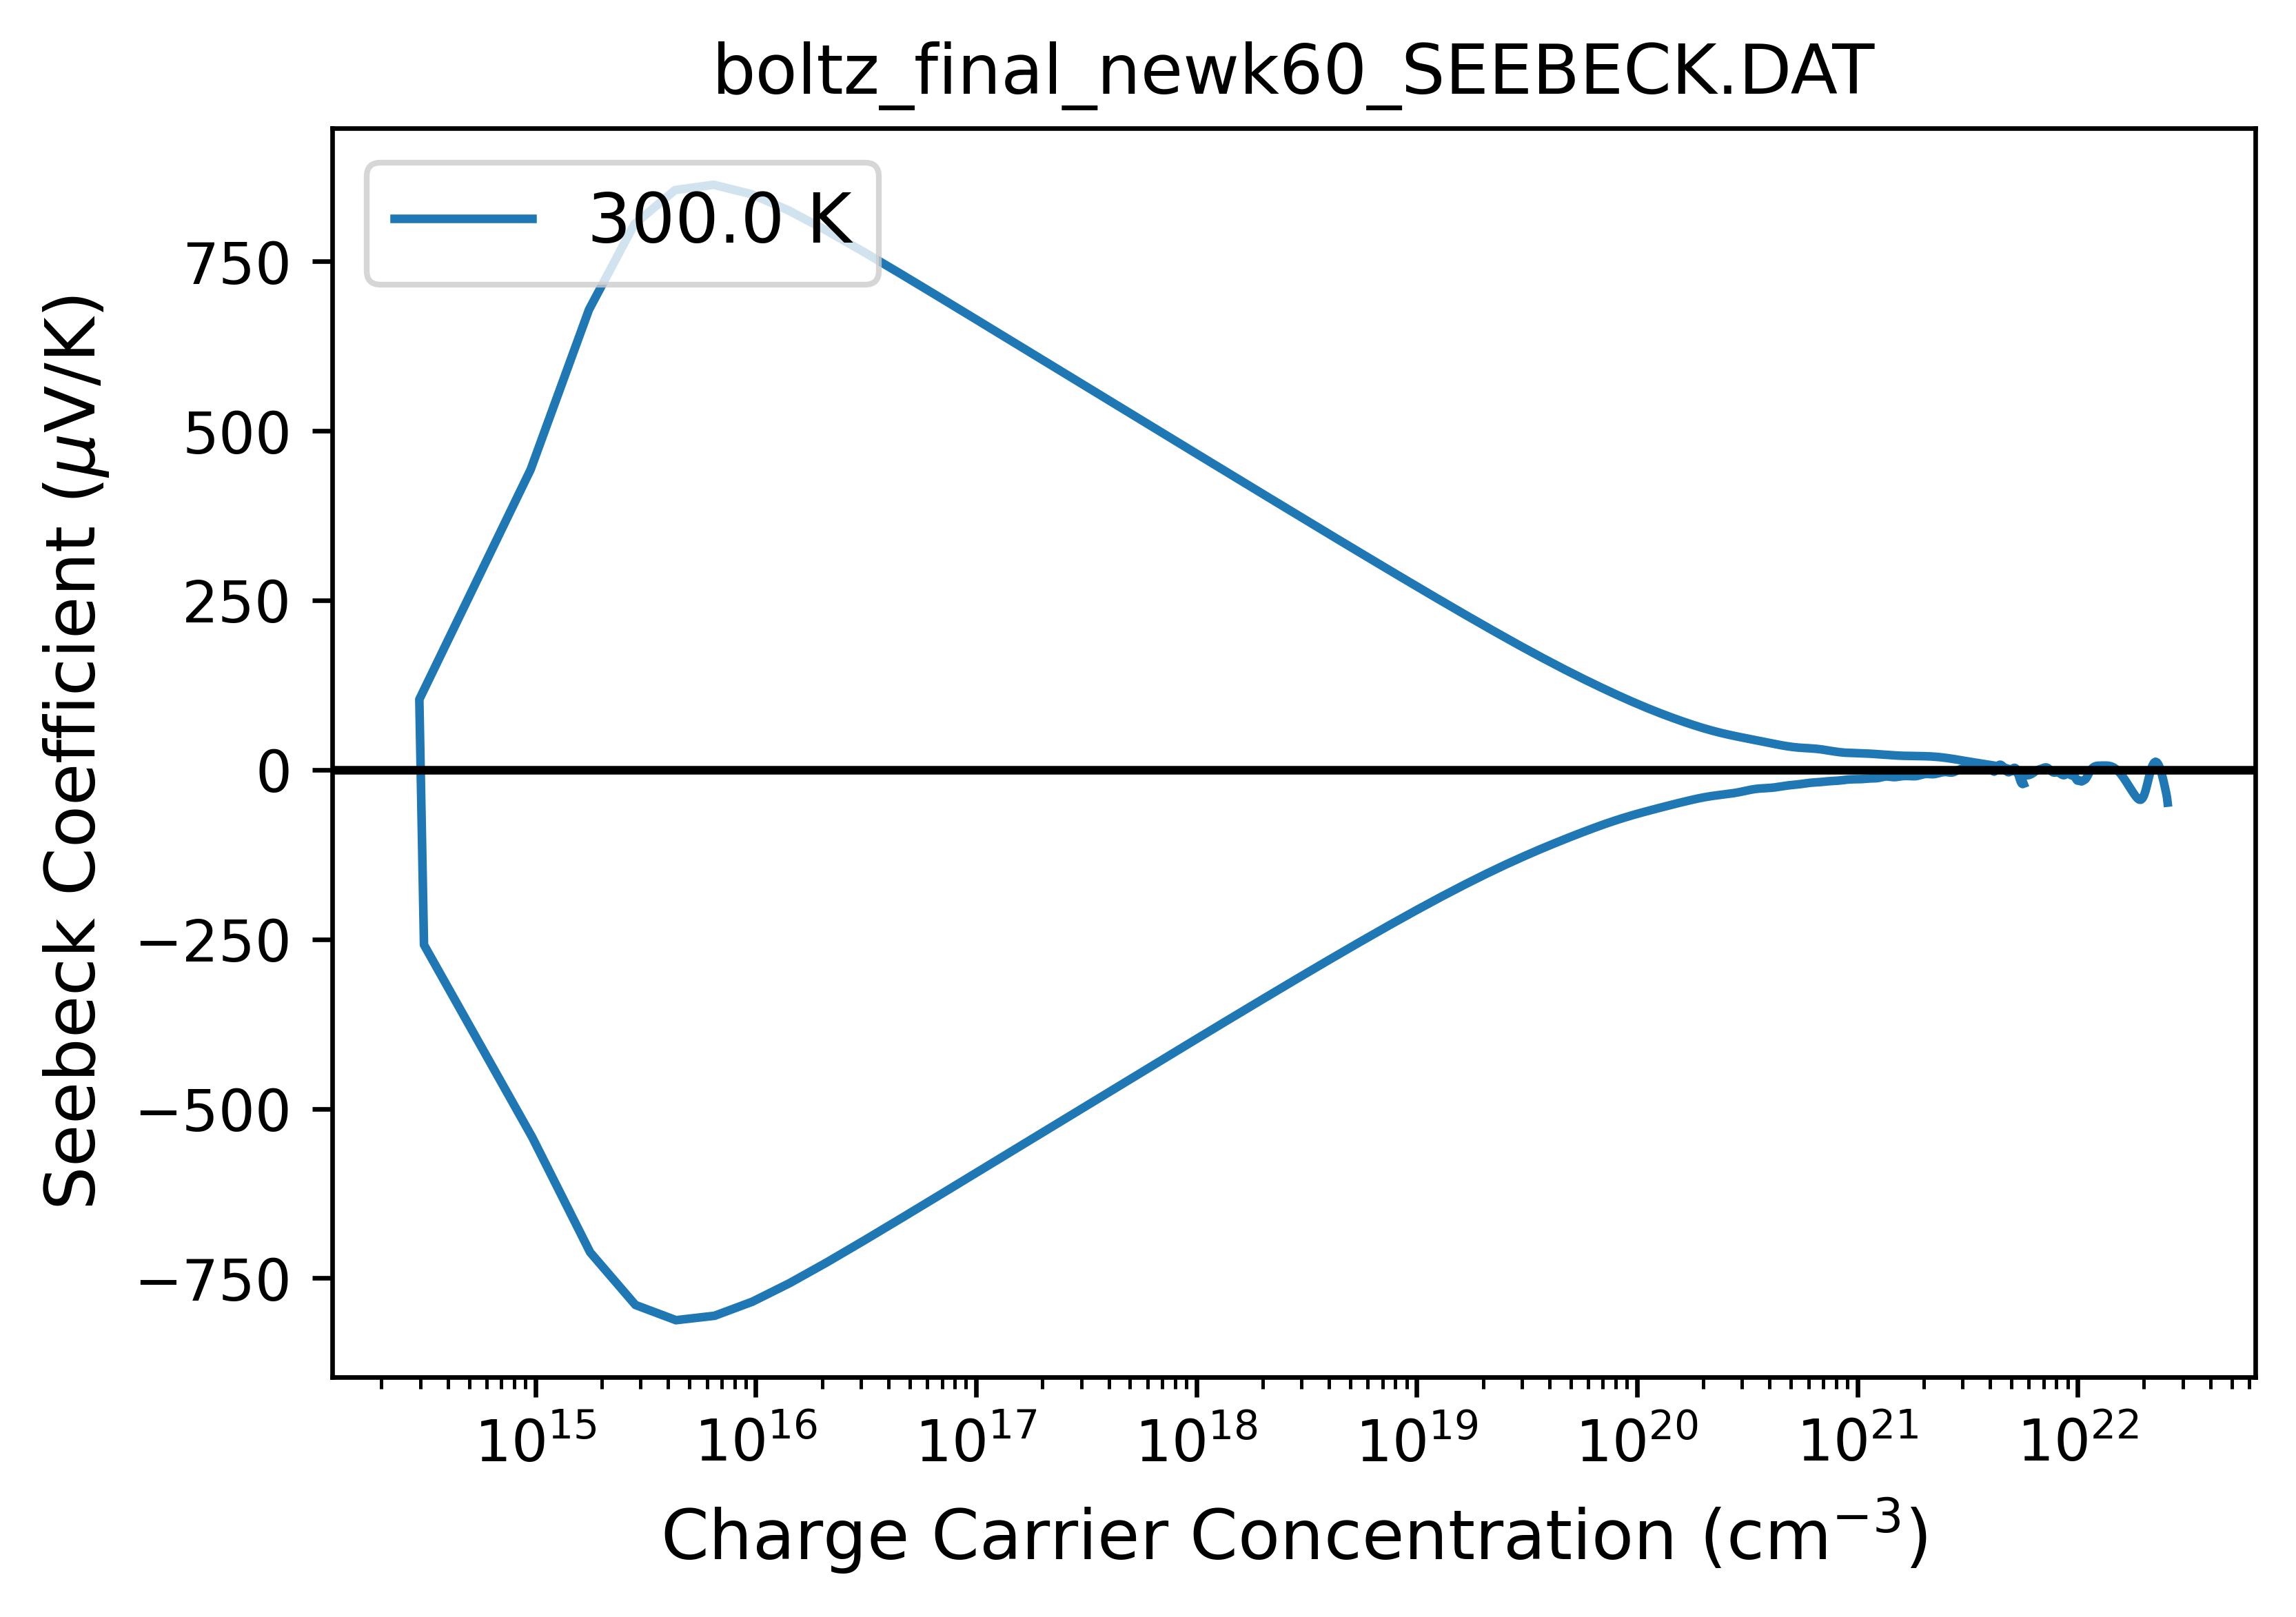 boltz_final_newk60_SEEBECK.DAT
300.0 K
Seebeck Coefficient (μV/K)
750
500
250
0
−250
−500
−750
10¹⁵ 10¹⁶ 10¹⁷ 10¹⁸ 10¹⁹ 10²⁰ 10²¹ 10²²
Charge Carrier Concentration (cm⁻³)